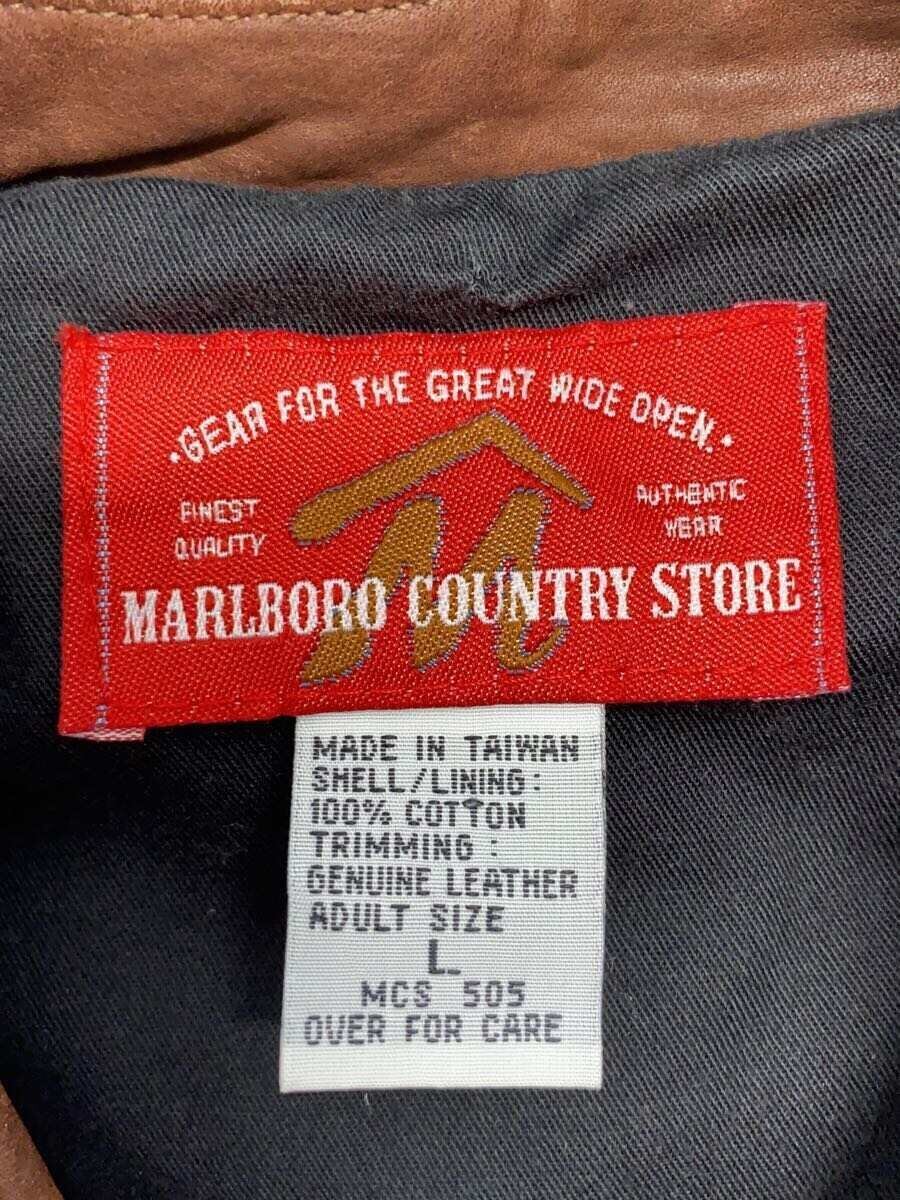 ·GEAR FOR THE GREAT WIDE OPEN.·
FINEST
QUALITY
AUTHENTIC
WEAR
M
MARLBORO COUNTRY STORE
MADE IN TAIWAN
SHELL/LINING:
100% COTTON
TRIMMING:
GENUINE LEATHER
ADULT SIZE
L
MCS 505
OVER FOR CARE